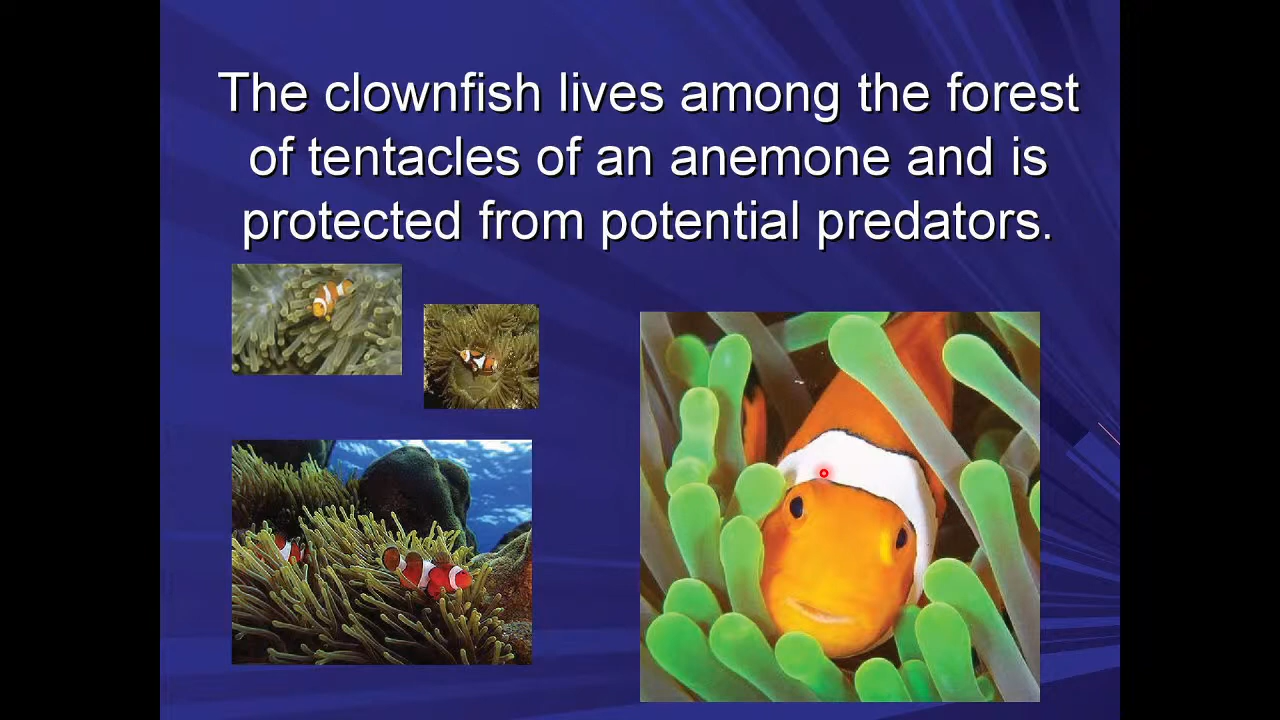 The clownfish lives among the forest
of tentacles of an anemone and is
protected from potential predators.